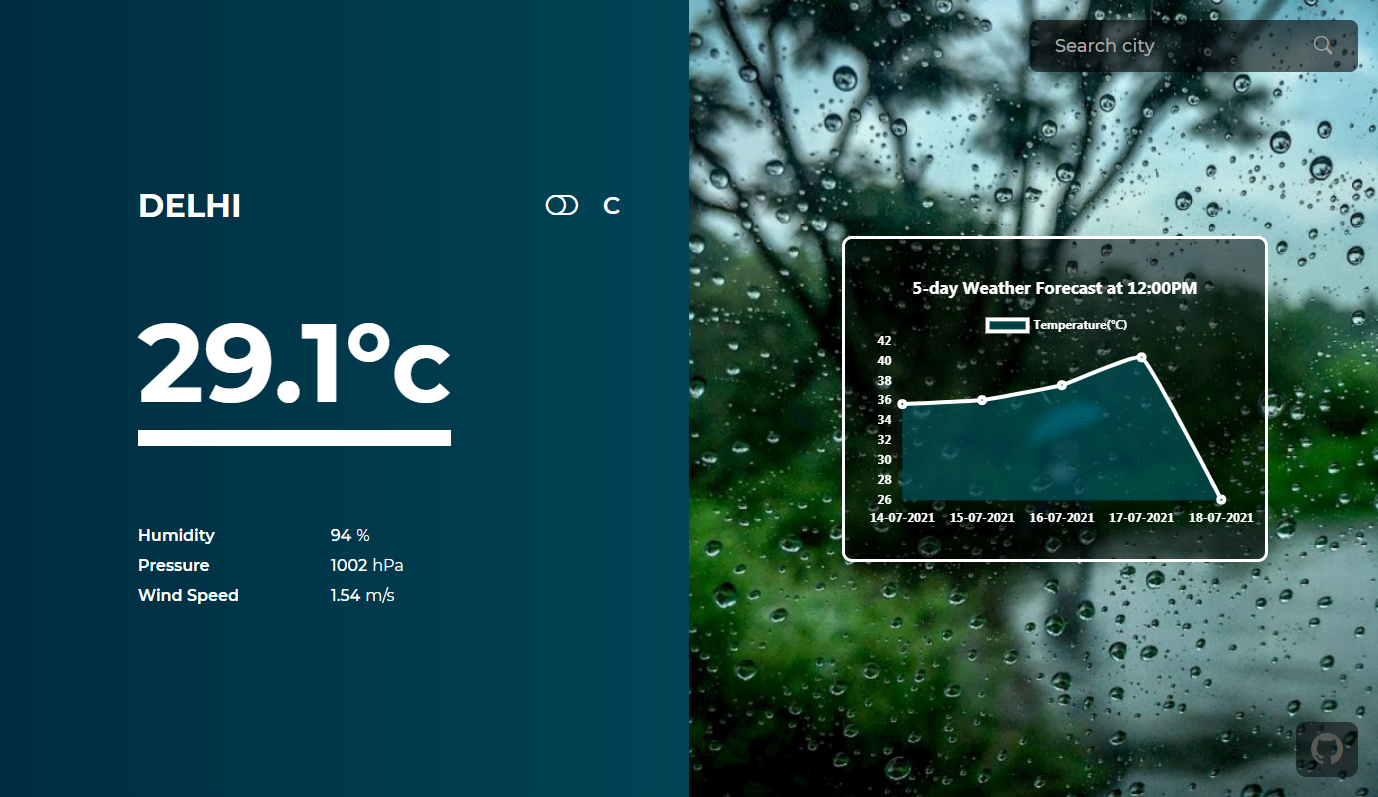 Search city
DELHI
C
29.1°c
Humidity 94 %
Pressure 1002 hPa
Wind Speed 1.54 m/s
5-day Weather Forecast at 12:00PM
Temperature(°C)
42
40
38
36
34
32
30
28
26
14-07-2021 15-07-2021 16-07-2021 17-07-2021 18-07-2021